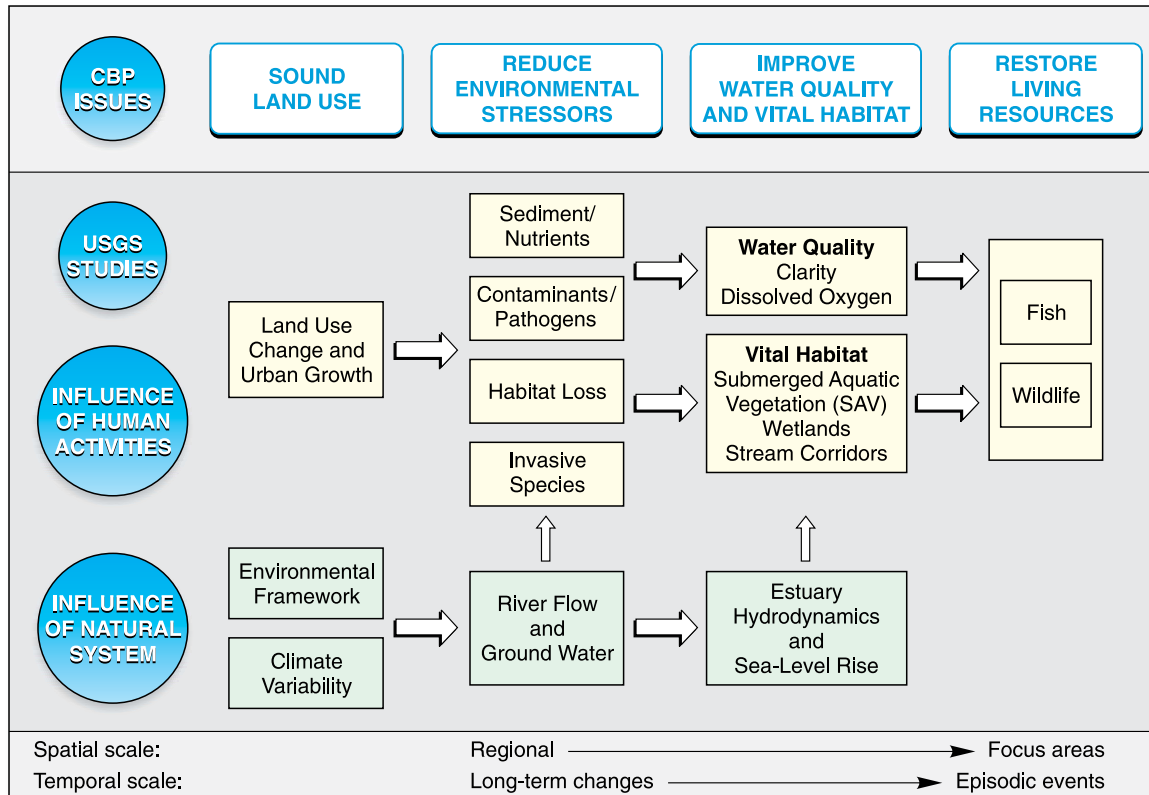 CBP
ISSUES
SOUND
LAND USE
REDUCE
ENVIRONMENTAL
STRESSORS
IMPROVE
WATER QUALITY
AND VITAL HABITAT
RESTORE
LIVING
RESOURCES
USGS
STUDIES
INFLUENCE
OF HUMAN
ACTIVITIES
Land Use
Change and
Urban Growth
Sediment/
Nutrients
Contaminants/
Pathogens
Habitat Loss
Invasive
Species
Water Quality
Clarity
Dissolved Oxygen
Vital Habitat
Submerged Aquatic
Vegetation (SAV)
Wetlands
Stream Corridors
Fish
Wildlife
INFLUENCE
OF NATURAL
SYSTEM
Environmental
Framework
Climate
Variability
River Flow
and
Ground Water
Estuary
Hydrodynamics
and
Sea-Level Rise
Spatial scale: Regional Focus areas
Temporal scale: Long-term changes Episodic events